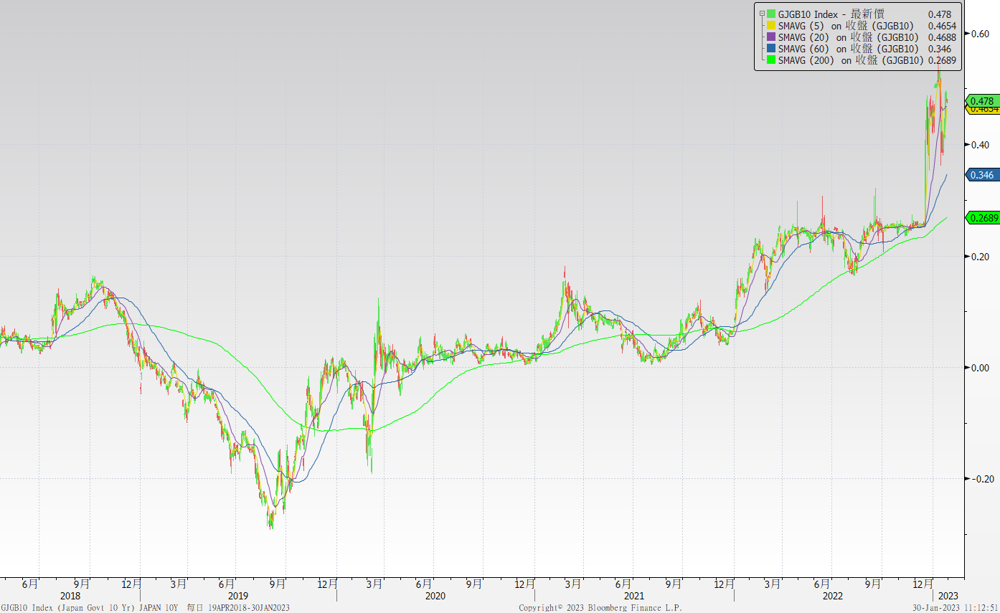 GJGB10 Index - 最新價 0.478
SMAVG (5) on 收盤 (GJGB10) 0.4654
SMAVG (20) on 收盤 (GJGB10) 0.4688
SMAVG (60) on 收盤 (GJGB10) 0.346
SMAVG (200) on 收盤 (GJGB10) 0.2689
0.60
0.478
0.4654
0.40
0.346
0.2689
0.20
0.00
-0.20
6月 9月 12月 3月 6月 9月 12月 3月 6月 9月 12月 3月 6月 9月 12月 3月 6月 9月 12月
2018 2019 2020 2021 2022 2023
GJGB10 Index (Japan Govt 10 Yr) JAPAN 10Y 每日 19APR2018-30JAN2023 Copyright© 2023 Bloomberg Finance L.P. 30-Jan-2023 11:12:51